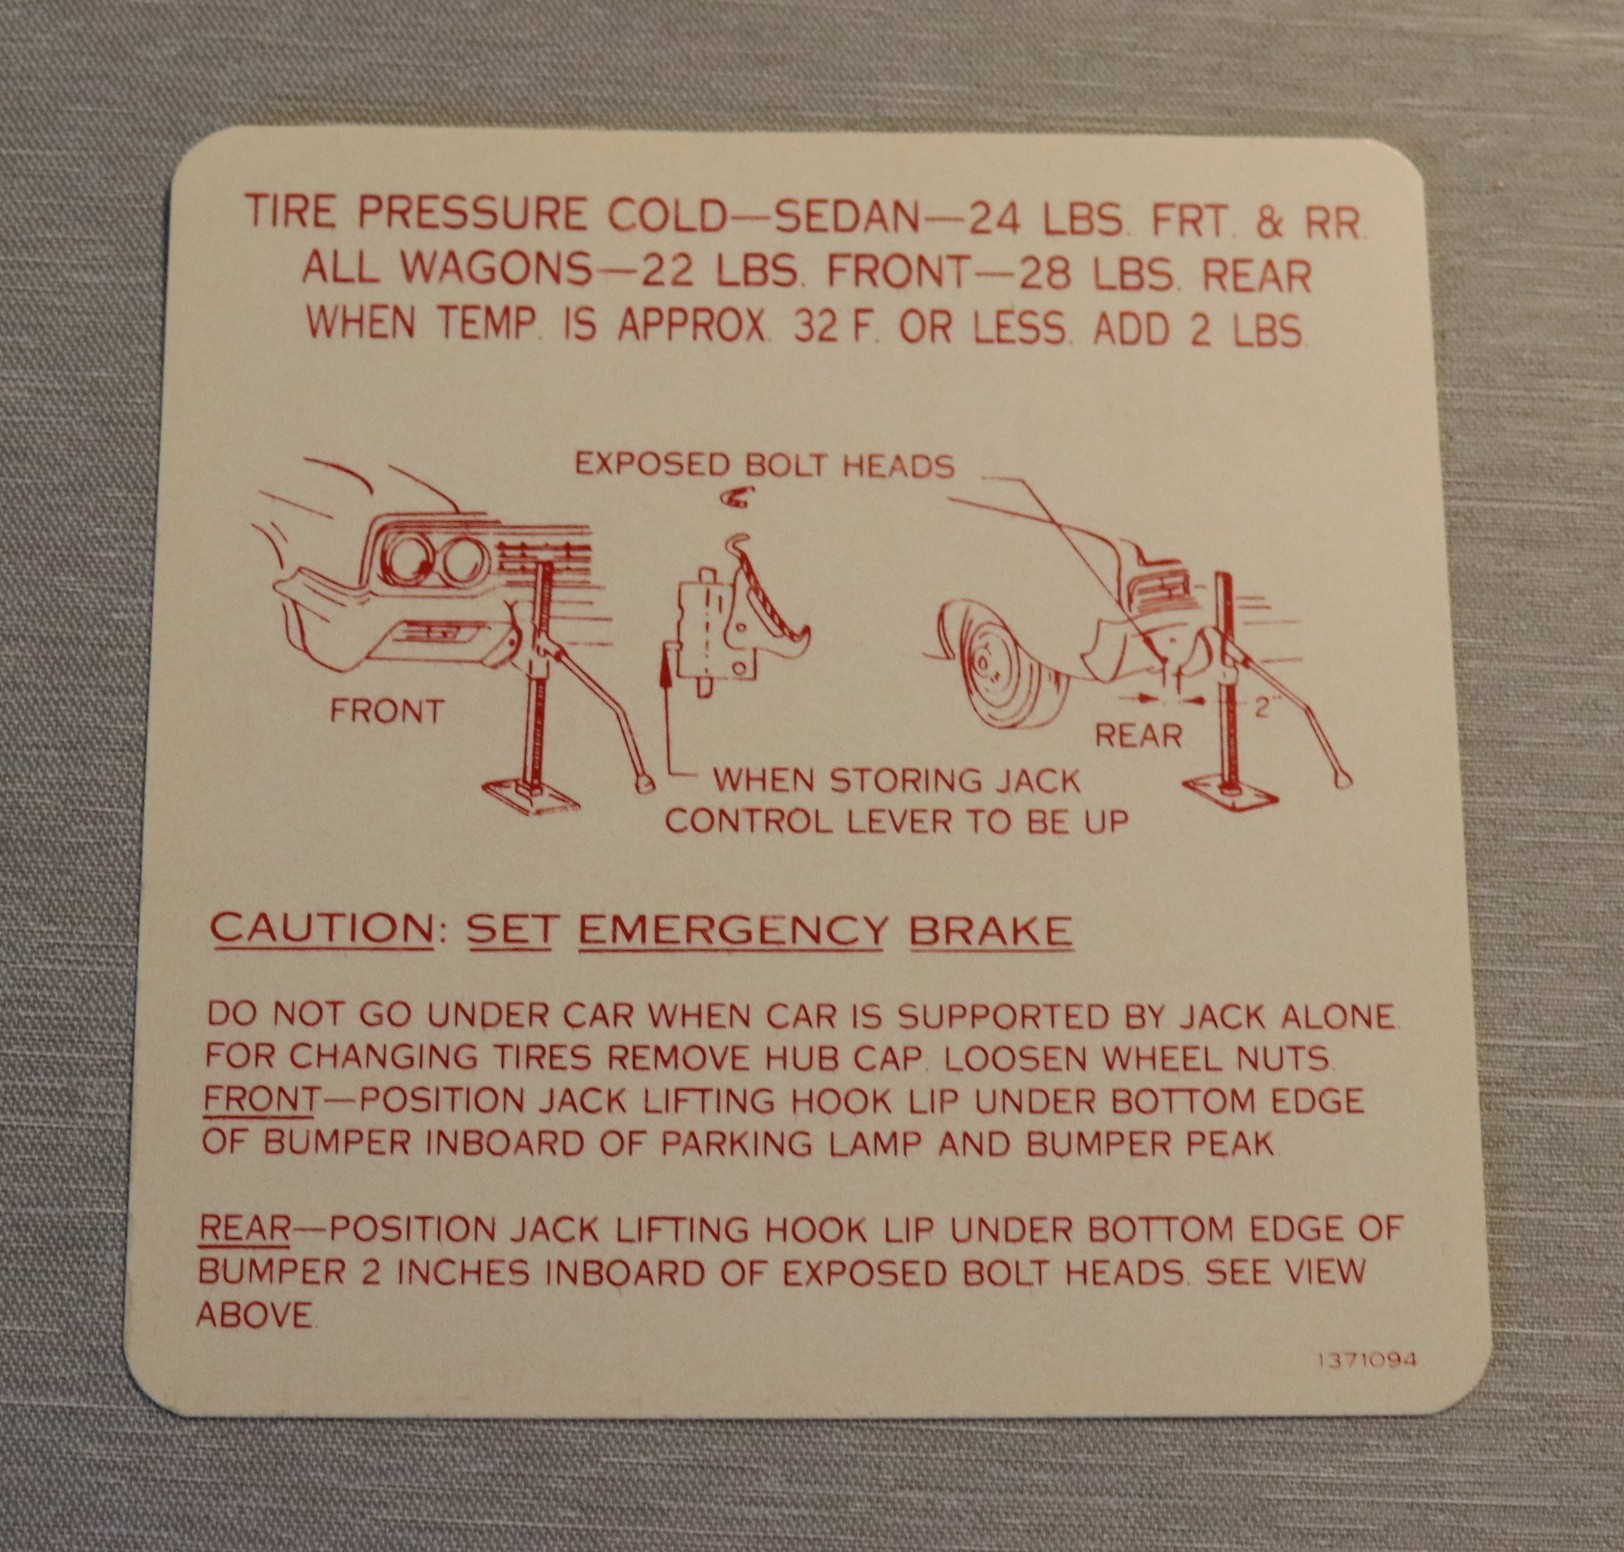 TIRE PRESSURE COLD—SEDAN—24 LBS. FRT. & RR.
ALL WAGONS—22 LBS. FRONT—28 LBS. REAR
WHEN TEMP. IS APPROX. 32 F. OR LESS. ADD 2 LBS.
EXPOSED BOLT HEADS
FRONT
2"
REAR
WHEN STORING JACK
CONTROL LEVER TO BE UP
CAUTION: SET EMERGENCY BRAKE
DO NOT GO UNDER CAR WHEN CAR IS SUPPORTED BY JACK ALONE.
FOR CHANGING TIRES REMOVE HUB CAP. LOOSEN WHEEL NUTS.
FRONT—POSITION JACK LIFTING HOOK LIP UNDER BOTTOM EDGE
OF BUMPER INBOARD OF PARKING LAMP AND BUMPER PEAK.
REAR—POSITION JACK LIFTING HOOK LIP UNDER BOTTOM EDGE OF
BUMPER 2 INCHES INBOARD OF EXPOSED BOLT HEADS. SEE VIEW
ABOVE.
1371094